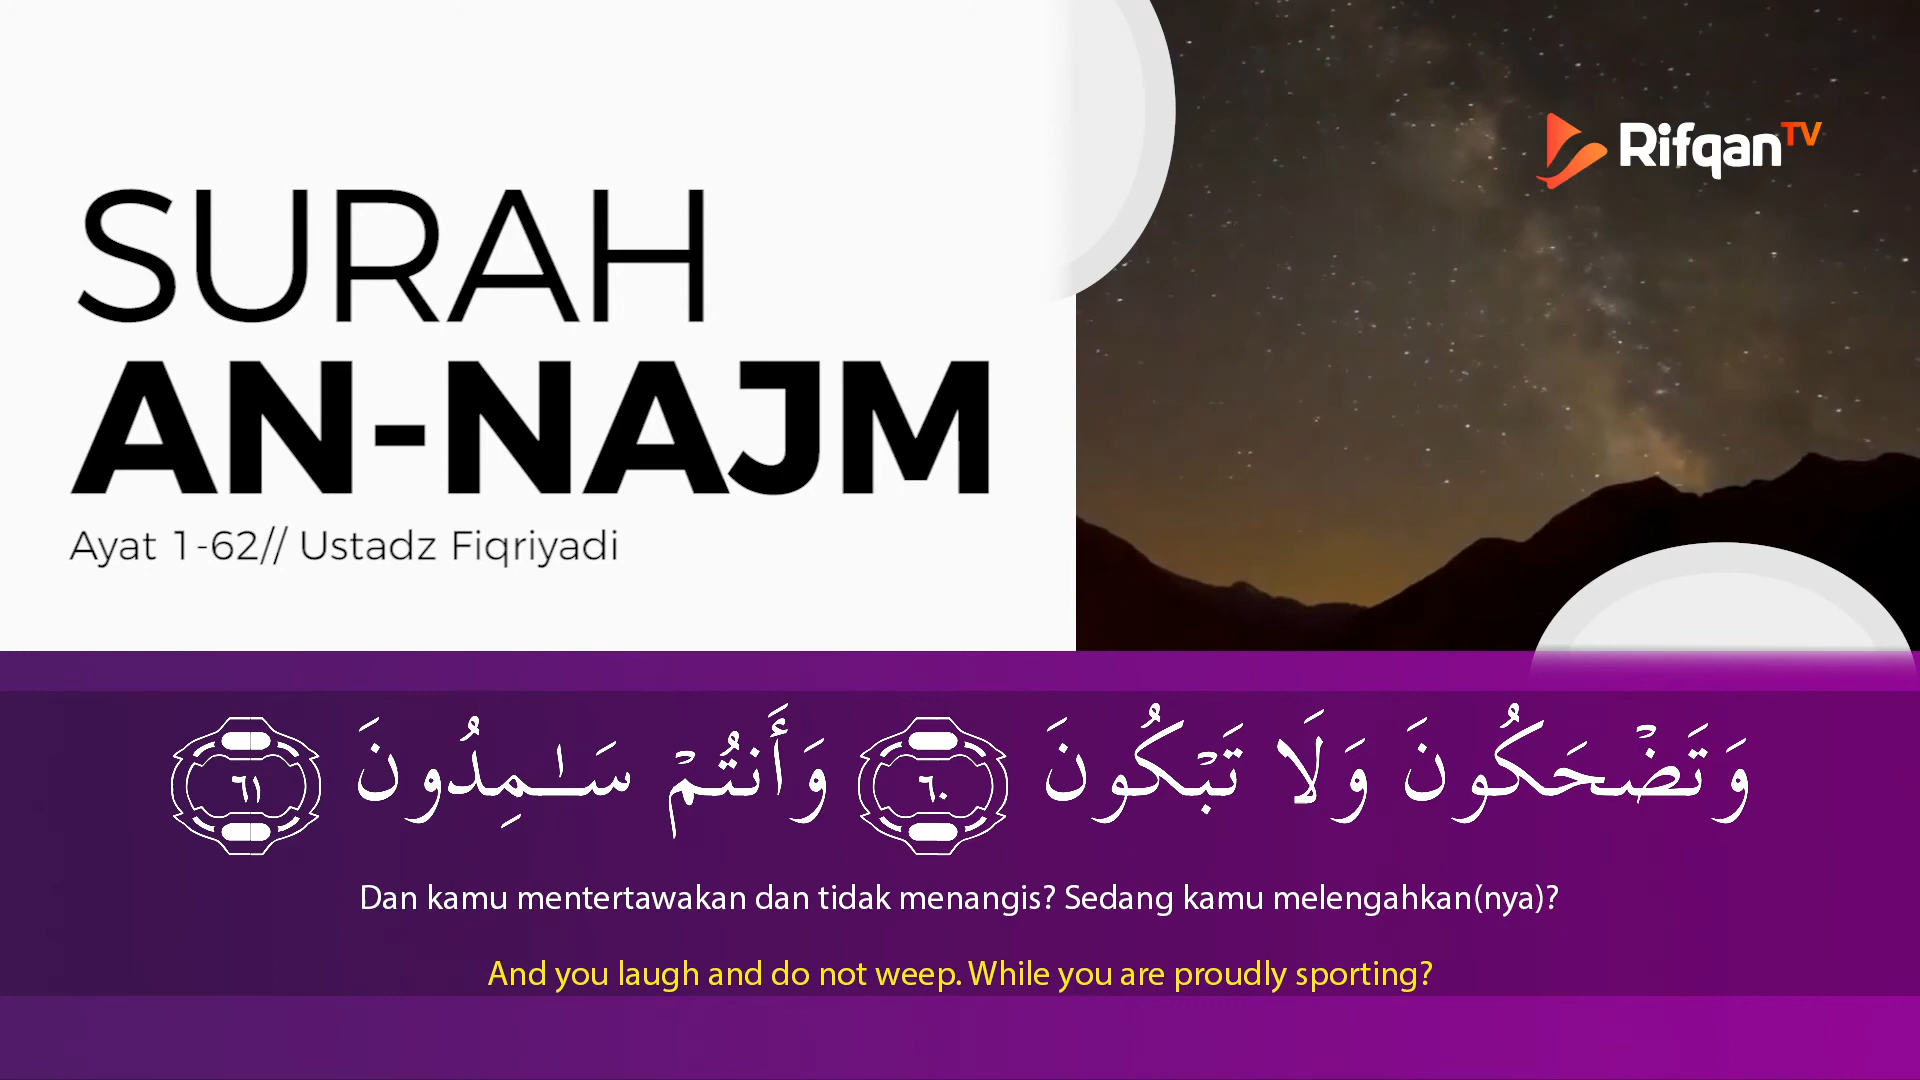 SURAH
AN-NAJM
Ayat 1-62// Ustadz Fiqriyadi
RifqanTV
وَتَضْحَكُونَ وَلَا تَبْكُونَ ٦٠ وَأَنتُمْ سَـٰمِدُونَ ٦١
Dan kamu mentertawakan dan tidak menangis? Sedang kamu melengahkan(nya)?
And you laugh and do not weep. While you are proudly sporting?